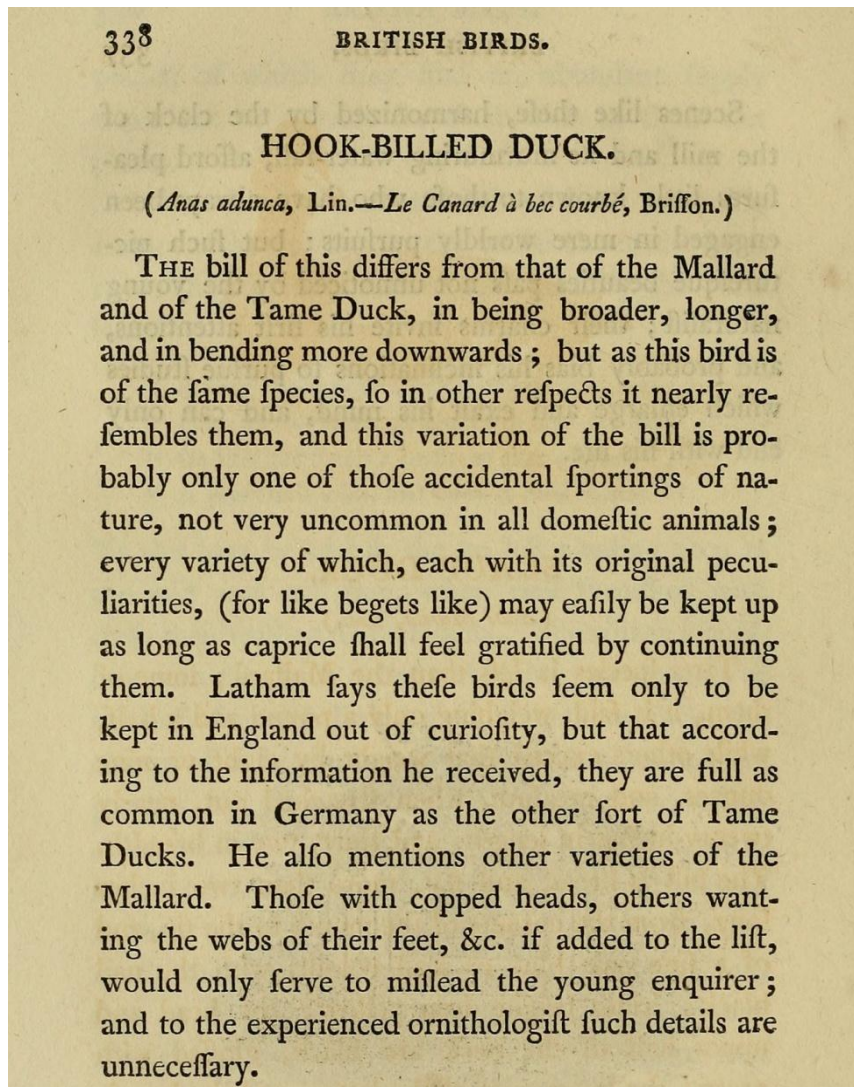 338 BRITISH BIRDS.
HOOK-BILLED DUCK.
(Anas adunca, Lin.—Le Canard à bec courbé, Briſſon.)
THE bill of this differs from that of the Mallard
and of the Tame Duck, in being broader, longer,
and in bending more downwards ; but as this bird is
of the ſame ſpecies, ſo in other reſpects it nearly re-
ſembles them, and this variation of the bill is pro-
bably only one of thoſe accidental ſportings of na-
ture, not very uncommon in all domeſtic animals ;
every variety of which, each with its original pecu-
liarities, (for like begets like) may eaſily be kept up
as long as caprice ſhall feel gratified by continuing
them. Latham ſays theſe birds ſeem only to be
kept in England out of curioſity, but that accord-
ing to the information he received, they are full as
common in Germany as the other ſort of Tame
Ducks. He alſo mentions other varieties of the
Mallard. Thoſe with copped heads, others want-
ing the webs of their feet, &c. if added to the liſt,
would only ſerve to miſlead the young enquirer ;
and to the experienced ornithologiſt ſuch details are
unneceſſary.